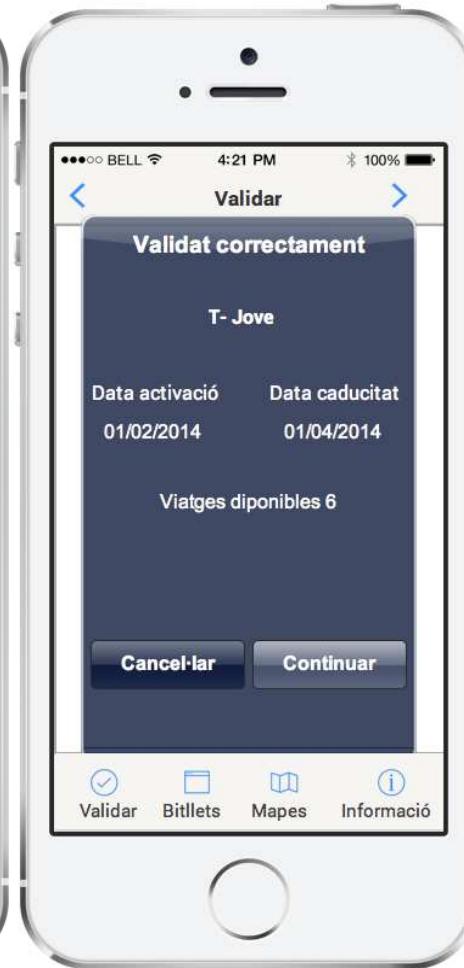 BELL 4:21 PM 100%
Validar
Validat correctament
T- Jove
Data activació Data caducitat
01/02/2014 01/04/2014
Viatges diponibles 6
Cancel·lar Continuar
Validar Bitllets Mapes Informació